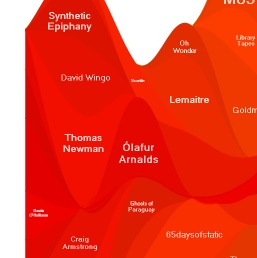 MUS
Synthetic
Epiphany
Oh
Wonder
Library
Tapes
David Wingo
Lemaitre
Goldm
Thomas
Newman
Ólafur
Arnalds
Ghosts of
Paraguay
65daysofstatic
Craig
Armstrong